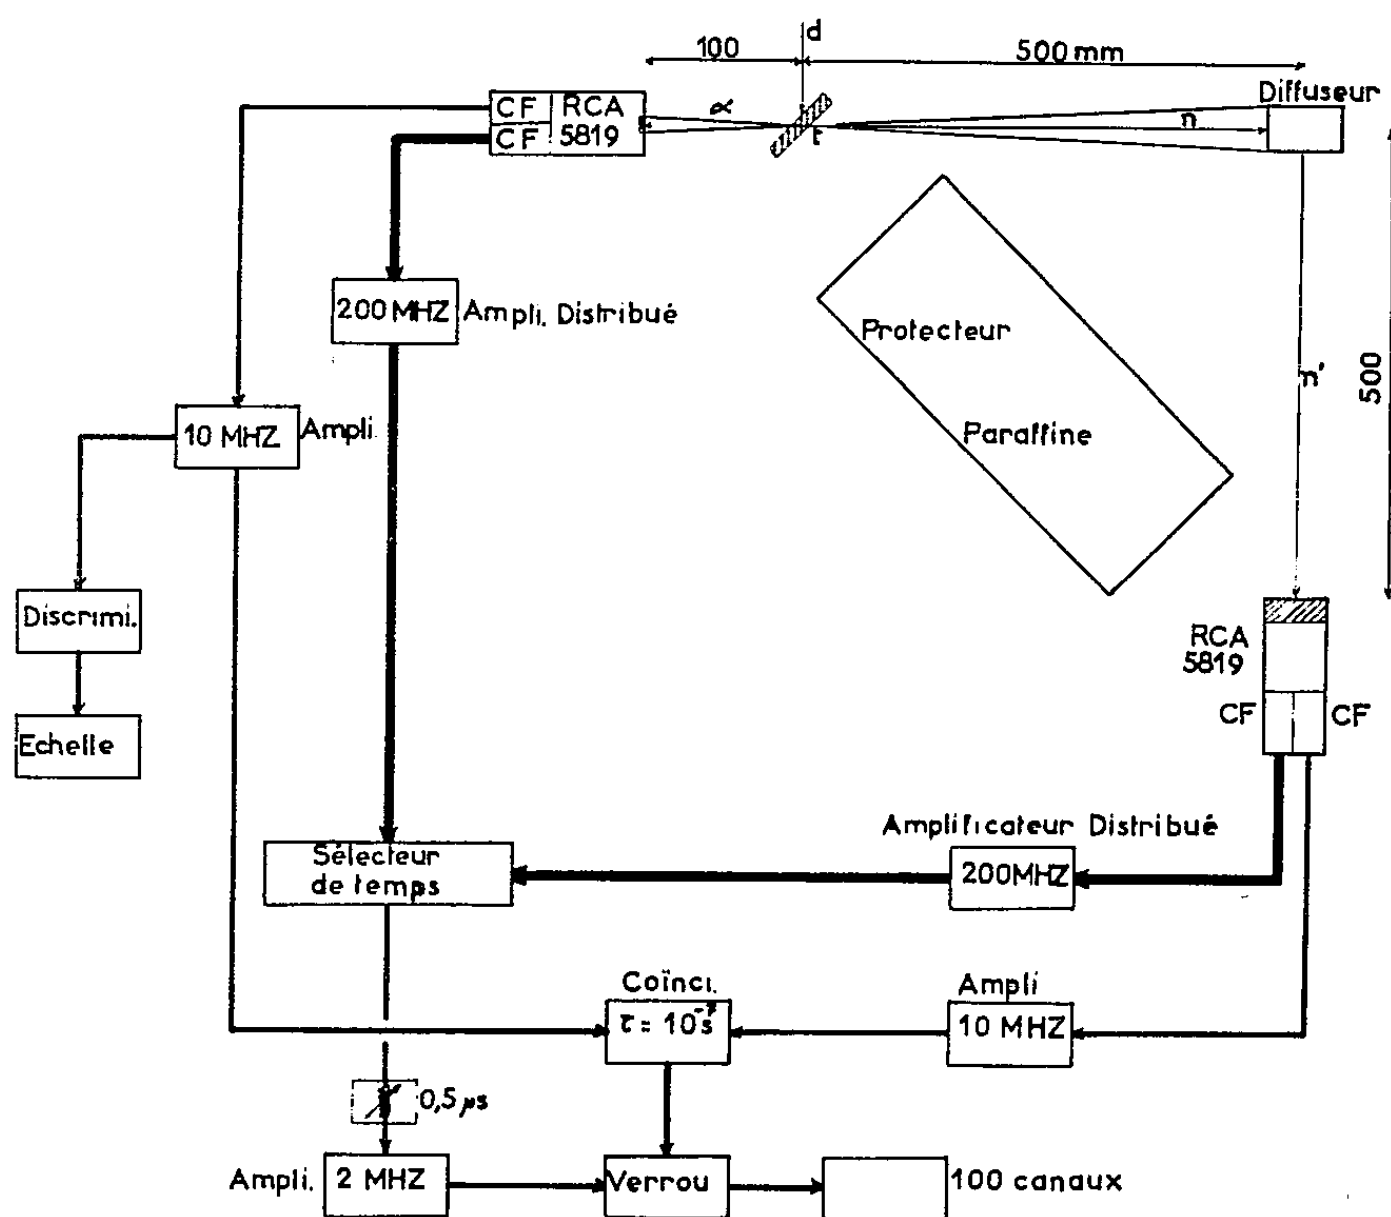 d
100
500 mm
Diffuseur
CF
RCA
CF
5819
α
t
n
200 MHZ
Ampli. Distribué
Protecteur
n'
500
10 MHZ
Ampli.
Paraffine
Discrimi.
RCA
5819
Echelle
CF
CF
Amplificateur Distribué
Sélecteur
de temps
200MHZ
Coïnci.
Ampli
τ = 10⁻⁷s
10 MHZ
0,5 µs
Ampli.
2 MHZ
Verrou
100 canaux